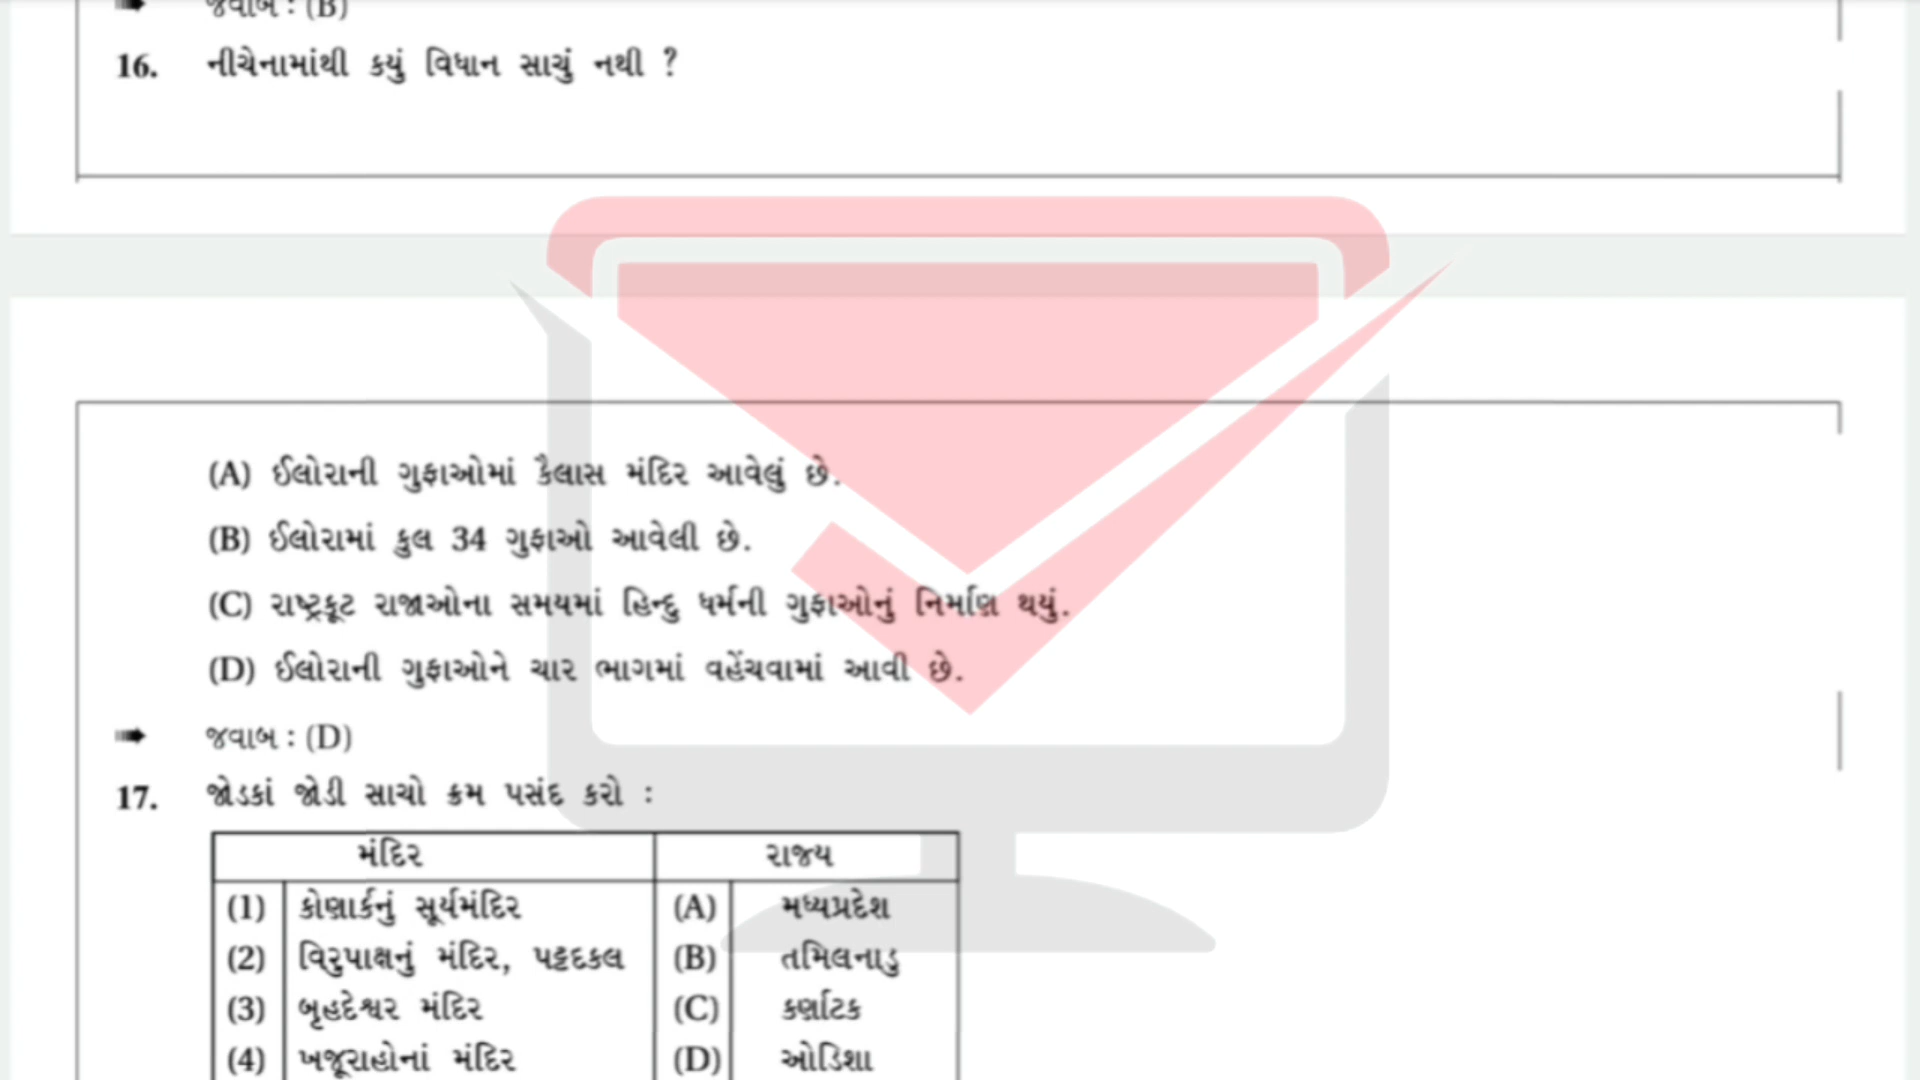 જવાબ : (B)
16. નીચેનામાંથી કયું વિધાન સાચું નથી ?
(A) ઈલોરાની ગુફાઓમાં કૈલાસ મંદિર આવેલું છે.
(B) ઈલોરામાં કુલ 34 ગુફાઓ આવેલી છે.
(C) રાષ્ટ્રકૂટ રાજાઓના સમયમાં હિન્દુ ધર્મની ગુફાઓનું નિર્માણ થયું.
(D) ઈલોરાની ગુફાઓને ચાર ભાગમાં વહેંચવામાં આવી છે.
જવાબ : (D)
17. જોડકાં જોડી સાચો ક્રમ પસંદ કરો :
મંદિર રાજ્ય
(1) કોણાર્કનું સૂર્યમંદિર (A) મધ્યપ્રદેશ
(2) વિરુપાક્ષનું મંદિર, પટ્ટદકલ (B) તમિલનાડુ
(3) બૃહદેશ્વર મંદિર (C) કર્ણાટક
(4) ખજૂરાહોનાં મંદિર (D) ઓડિશા